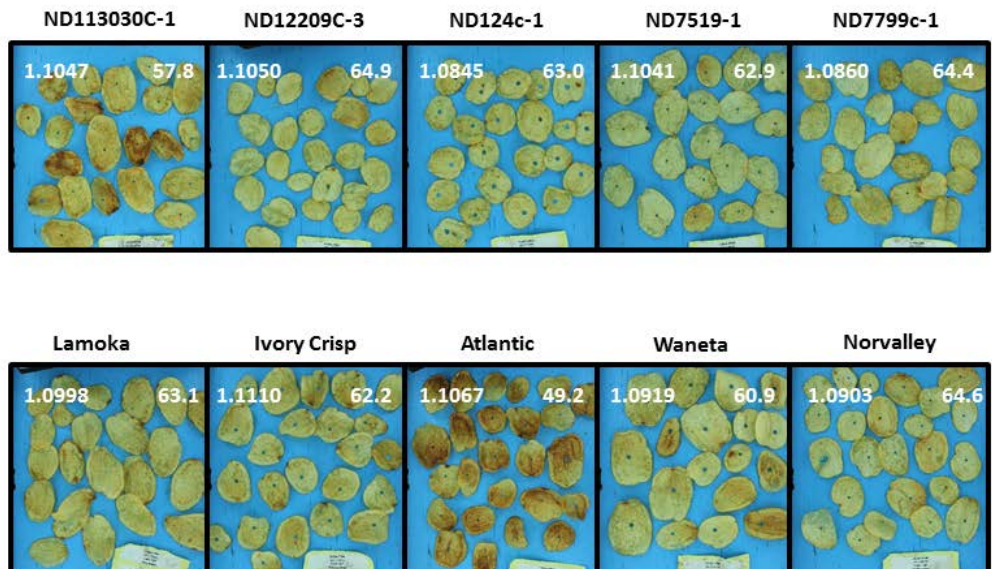 ND113030C-1 ND12209C-3 ND124c-1 ND7519-1 ND7799c-1
1.1047 57.8 1.1050 64.9 1.0845 63.0 1.1041 62.9 1.0860 64.4
Lamoka Ivory Crisp Atlantic Waneta Norvalley
1.0998 63.1 1.1110 62.2 1.1067 49.2 1.0919 60.9 1.0903 64.6